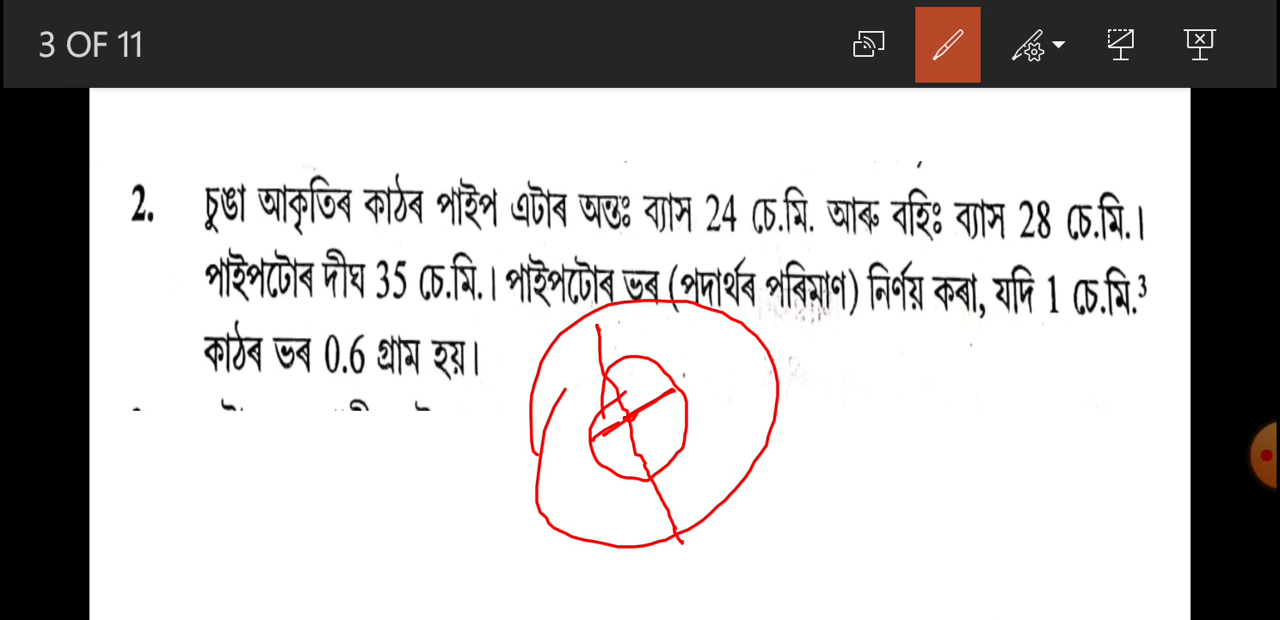 3 OF 11
2. চুঙা আকৃতিৰ কাঠৰ পাইপ এটাৰ অন্তঃ ব্যাস 24 চে.মি. আৰু বহিঃ ব্যাস 28 চে.মি.।
পাইপটোৰ দীঘ 35 চে.মি.। পাইপটোৰ ভৰ (পদাৰ্থৰ পৰিমাণ) নিৰ্ণয় কৰা, যদি 1 চে.মি.³
কাঠৰ ভৰ 0.6 গ্ৰাম হয়।